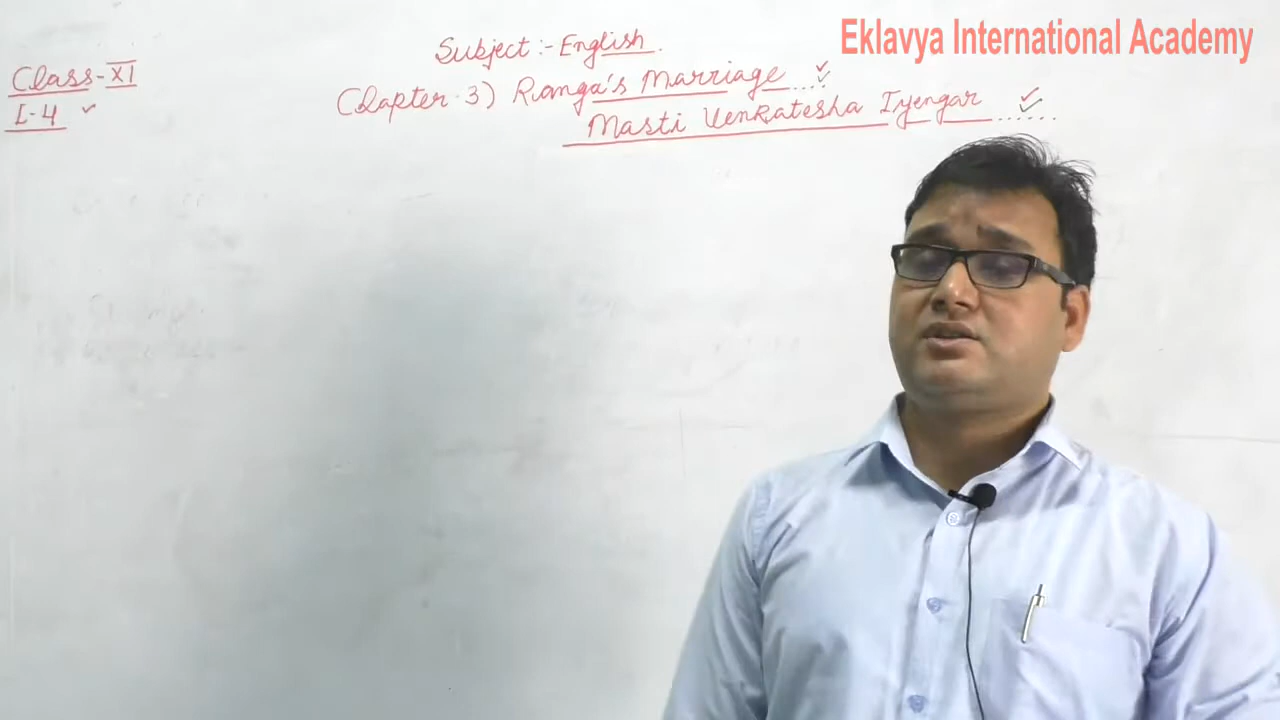 Eklavya International Academy
Subject :- English.
Class - XI
L-4
Chapter-3) Ranga's Marriage.....
Masti Venkatesha Iyengar ......